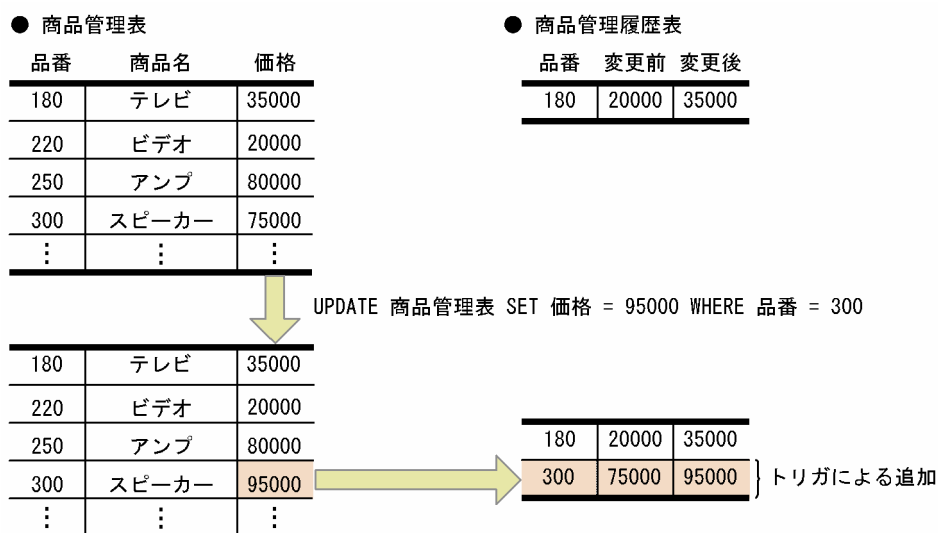 ● 商品管理表
品番 商品名 価格
180 テレビ 35000
220 ビデオ 20000
250 アンプ 80000
300 スピーカー 75000
⋮ ⋮ ⋮
● 商品管理履歴表
品番 変更前 変更後
180 20000 35000
UPDATE 商品管理表 SET 価格 = 95000 WHERE 品番 = 300
180 テレビ 35000
220 ビデオ 20000
250 アンプ 80000
300 スピーカー 95000
⋮ ⋮ ⋮
180 20000 35000
300 75000 95000 } トリガによる追加